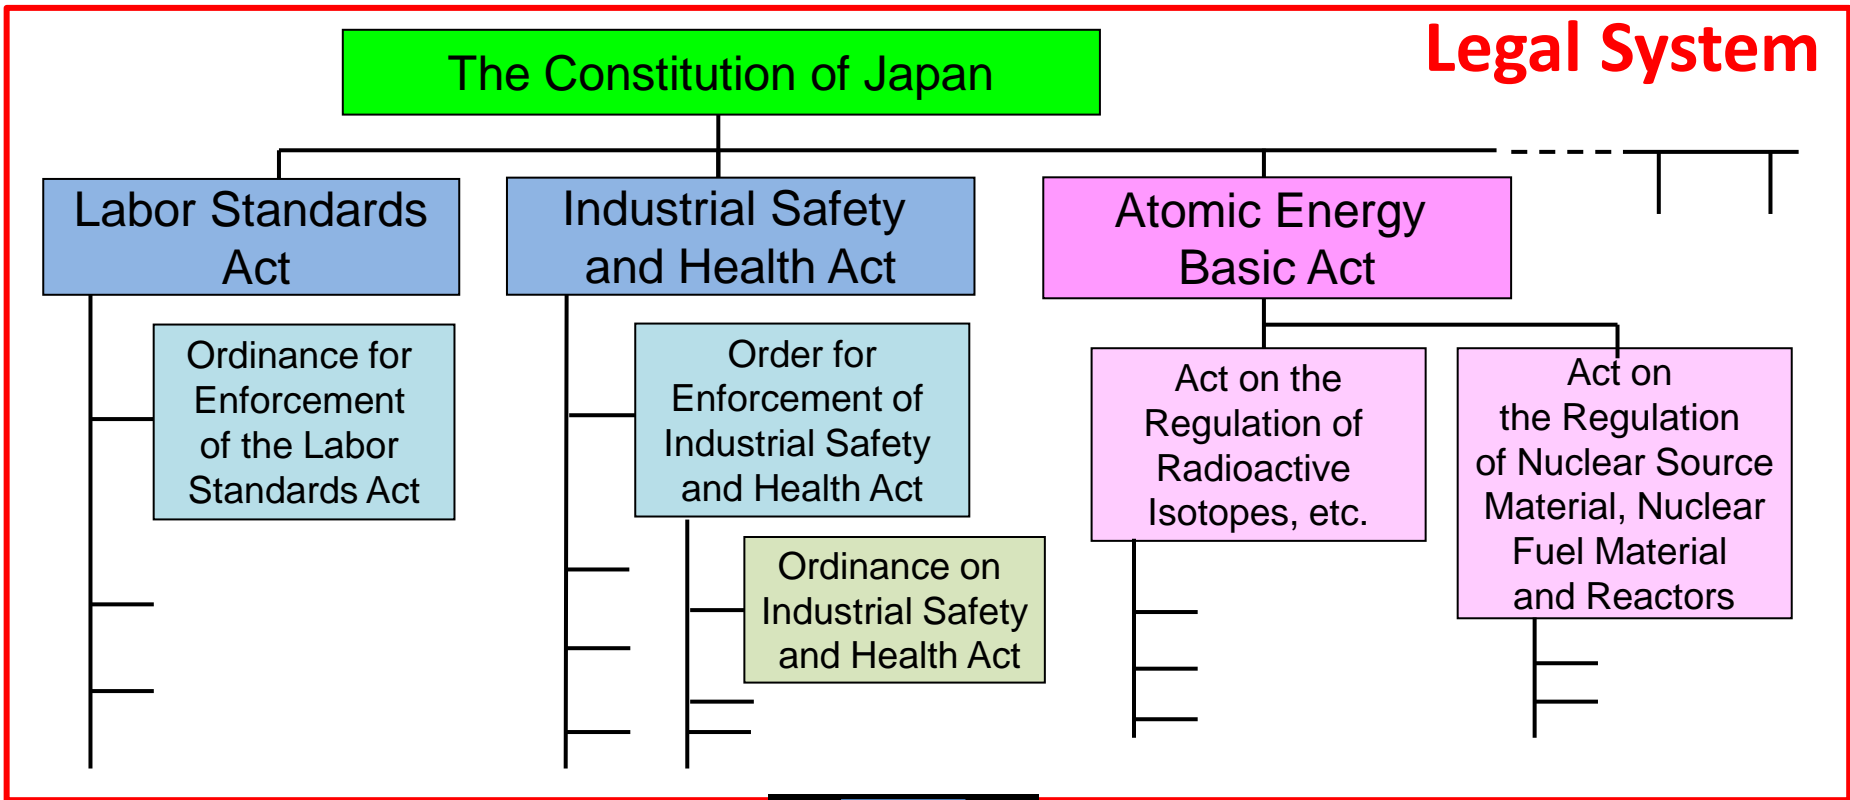 Legal System
The Constitution of Japan
Labor Standards
Act
Industrial Safety
and Health Act
Atomic Energy
Basic Act
Ordinance for
Enforcement
of the Labor
Standards Act
Order for
Enforcement of
Industrial Safety
and Health Act
Ordinance on
Industrial Safety
and Health Act
Act on the
Regulation of
Radioactive
Isotopes, etc.
Act on
the Regulation
of Nuclear Source
Material, Nuclear
Fuel Material
and Reactors